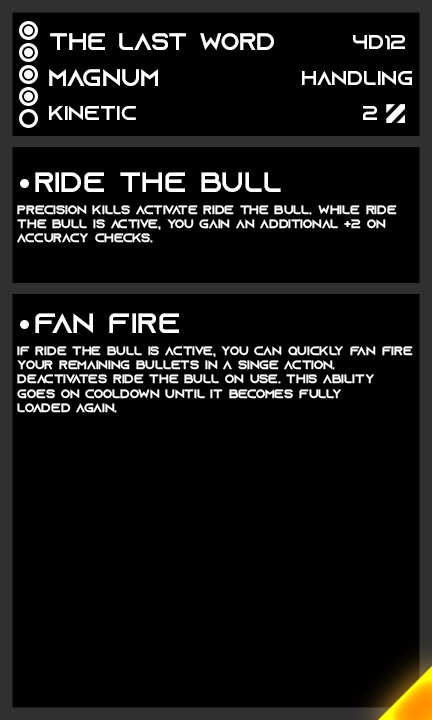 THE LAST WORD 4D12
MAGNUM HANDLING
KINETIC 2
•RIDE THE BULL
PRECISION KILLS ACTIVATE RIDE THE BULL. WHILE RIDE
THE BULL IS ACTIVE, YOU GAIN AN ADDITIONAL +2 ON
ACCURACY CHECKS.
•FAN FIRE
IF RIDE THE BULL IS ACTIVE, YOU CAN QUICKLY FAN FIRE
YOUR REMAINING BULLETS IN A SINGE ACTION.
DEACTIVATES RIDE THE BULL ON USE. THIS ABILITY
GOES ON COOLDOWN UNTIL IT BECOMES FULLY
LOADED AGAIN.